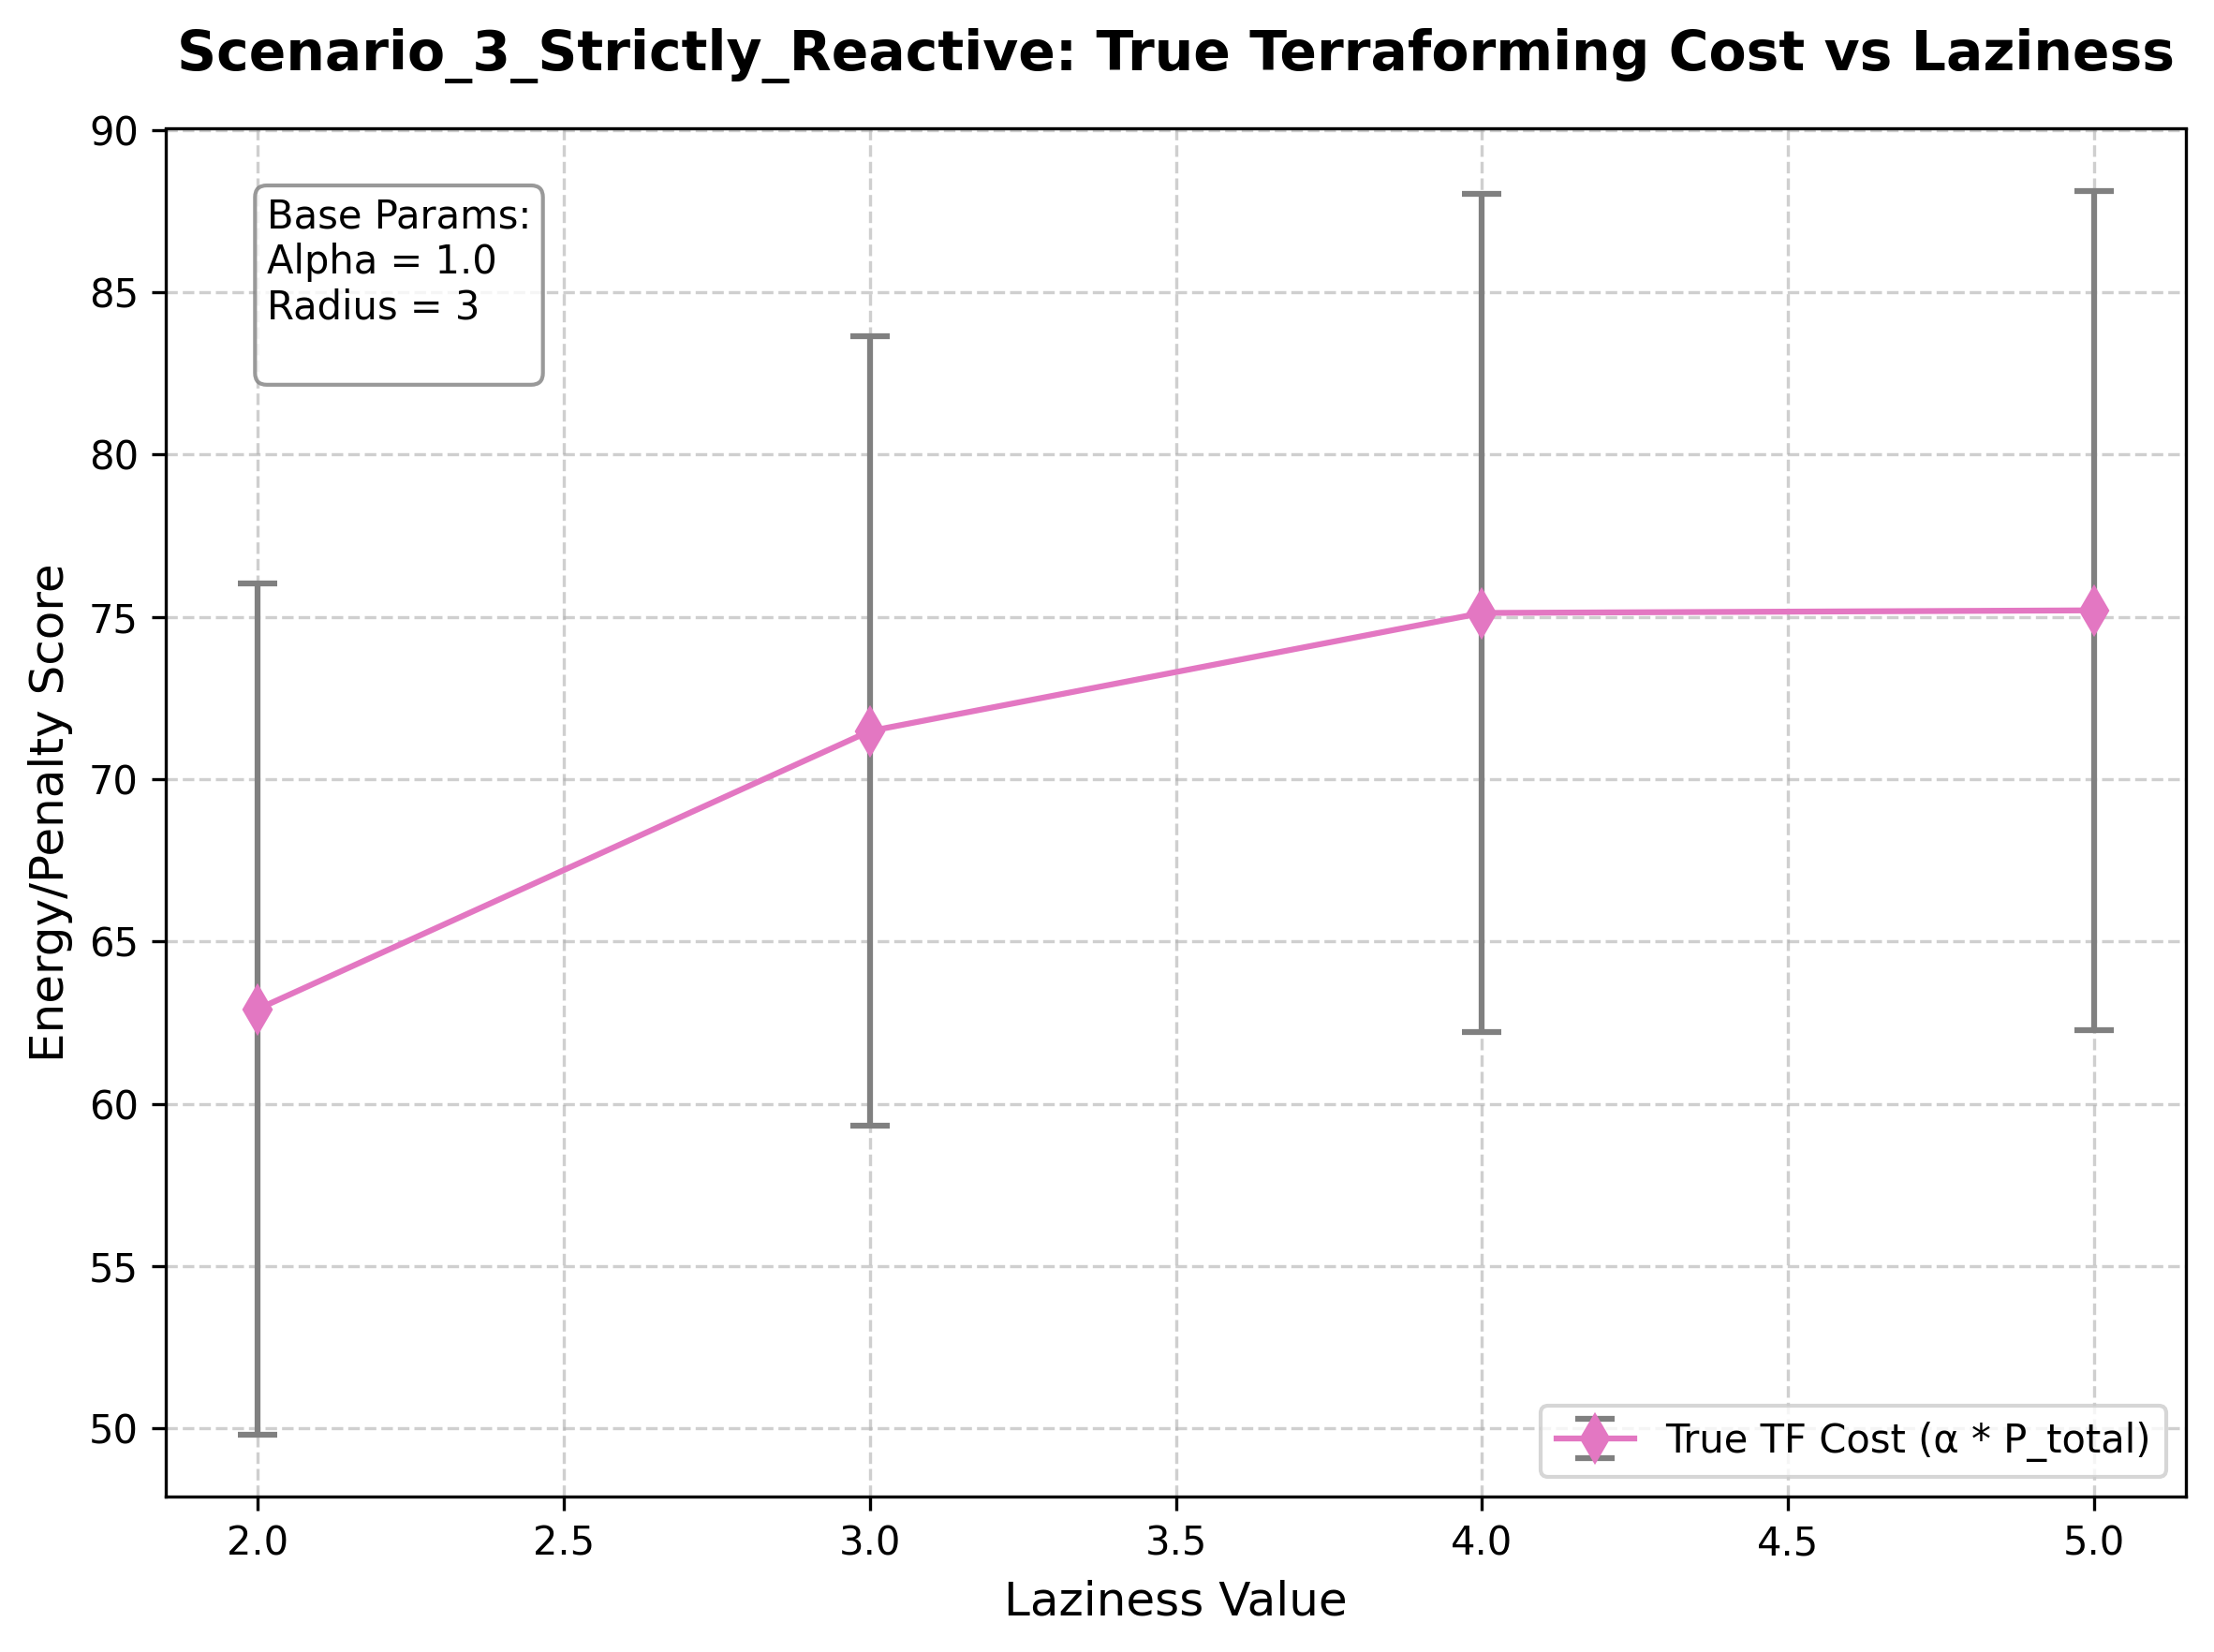 Scenario_3_Strictly_Reactive: True Terraforming Cost vs Laziness
90
85
80
75
70
65
60
55
50
Energy/Penalty Score
Base Params:
Alpha = 1.0
Radius = 3
True TF Cost (α * P_total)
2.0 2.5 3.0 3.5 4.0 4.5 5.0
Laziness Value